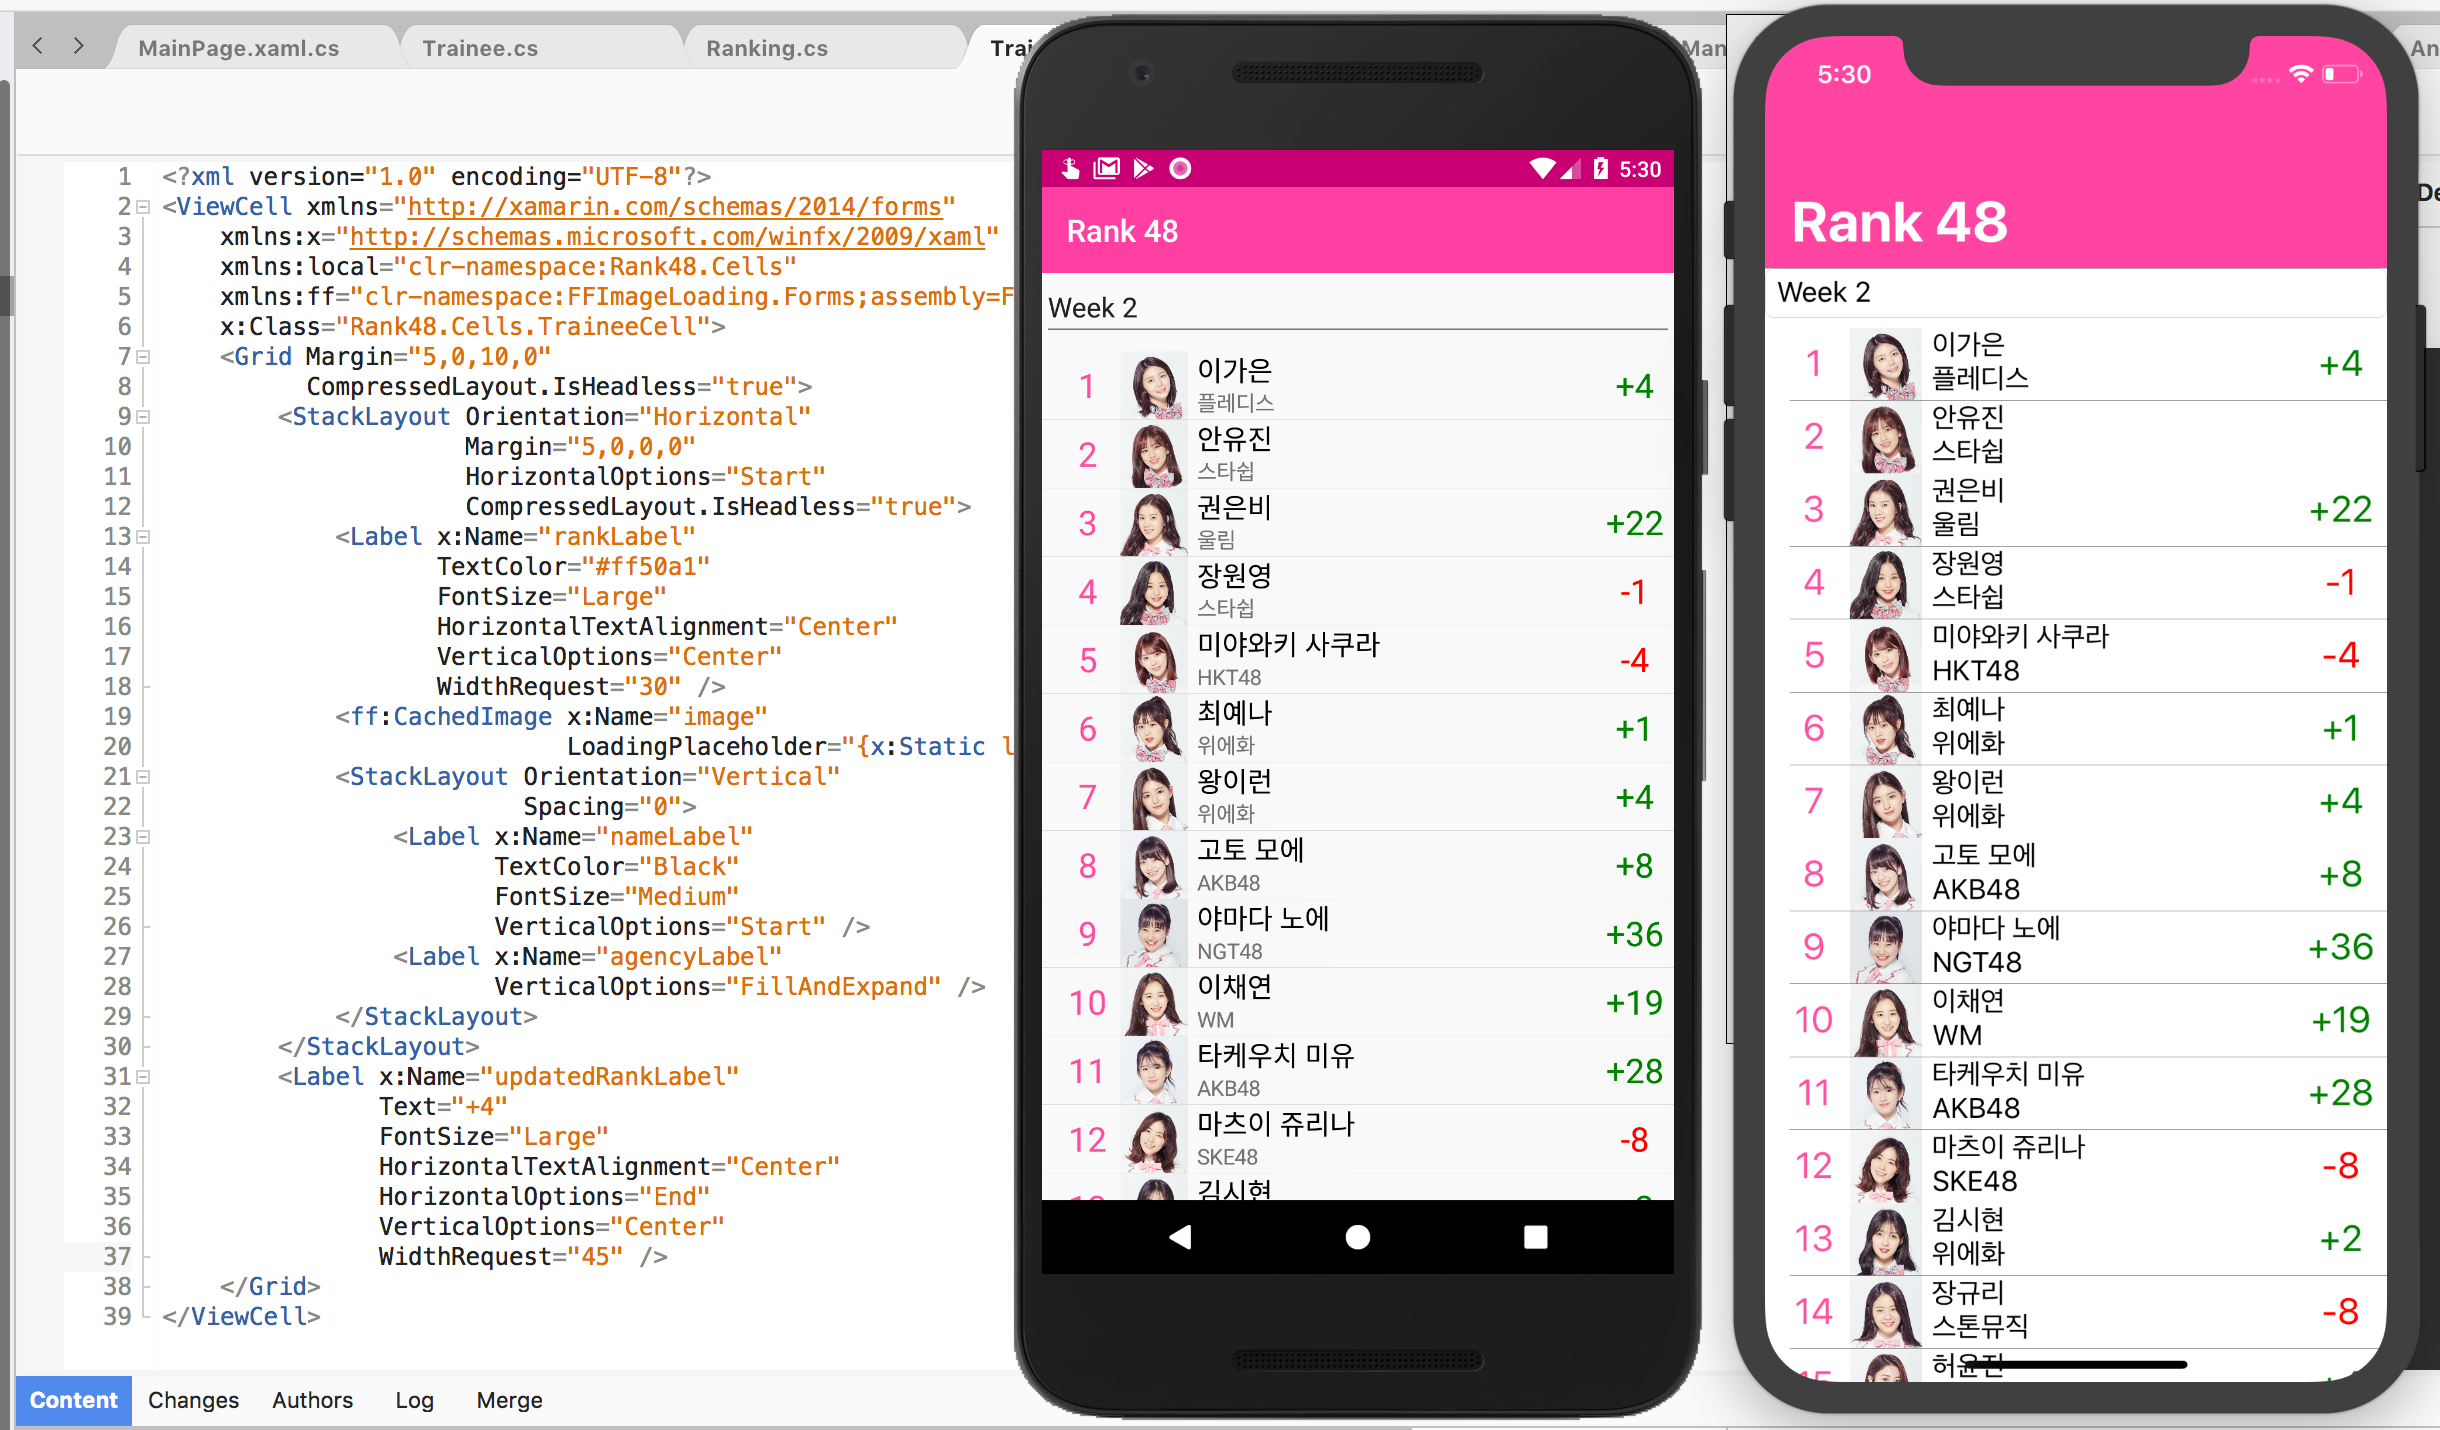 MainPage.xaml.cs
Trainee.cs
Ranking.cs
Trai
Man
An
De
1 <?xml version="1.0" encoding="UTF-8"?>
2 <ViewCell xmlns="http://xamarin.com/schemas/2014/forms"
3 xmlns:x="http://schemas.microsoft.com/winfx/2009/xaml"
4 xmlns:local="clr-namespace:Rank48.Cells"
5 xmlns:ff="clr-namespace:FFImageLoading.Forms;assembly=F
6 x:Class="Rank48.Cells.TraineeCell">
7 <Grid Margin="5,0,10,0"
8 CompressedLayout.IsHeadless="true">
9 <StackLayout Orientation="Horizontal"
10 Margin="5,0,0,0"
11 HorizontalOptions="Start"
12 CompressedLayout.IsHeadless="true">
13 <Label x:Name="rankLabel"
14 TextColor="#ff50a1"
15 FontSize="Large"
16 HorizontalTextAlignment="Center"
17 VerticalOptions="Center"
18 WidthRequest="30" />
19 <ff:CachedImage x:Name="image"
20 LoadingPlaceholder="{x:Static l
21 <StackLayout Orientation="Vertical"
22 Spacing="0">
23 <Label x:Name="nameLabel"
24 TextColor="Black"
25 FontSize="Medium"
26 VerticalOptions="Start" />
27 <Label x:Name="agencyLabel"
28 VerticalOptions="FillAndExpand" />
29 </StackLayout>
30 </StackLayout>
31 <Label x:Name="updatedRankLabel"
32 Text="+4"
33 FontSize="Large"
34 HorizontalTextAlignment="Center"
35 HorizontalOptions="End"
36 VerticalOptions="Center"
37 WidthRequest="45" />
38 </Grid>
39 </ViewCell>
Content Changes Authors Log Merge
5:30
Rank 48
Week 2
1 이가은 +4
플레디스
2 안유진
스타쉽
3 권은비 +22
울림
4 장원영 -1
스타쉽
5 미야와키 사쿠라 -4
HKT48
6 최예나 +1
위에화
7 왕이런 +4
위에화
8 고토 모에 +8
AKB48
9 야마다 노에 +36
NGT48
10 이채연 +19
WM
11 타케우치 미유 +28
AKB48
12 마츠이 쥬리나 -8
SKE48
김시현
5:30
Rank 48
Week 2
1 이가은 +4
플레디스
2 안유진
스타쉽
3 권은비 +22
울림
4 장원영 -1
스타쉽
5 미야와키 사쿠라 -4
HKT48
6 최예나 +1
위에화
7 왕이런 +4
위에화
8 고토 모에 +8
AKB48
9 야마다 노에 +36
NGT48
10 이채연 +19
WM
11 타케우치 미유 +28
AKB48
12 마츠이 쥬리나 -8
SKE48
13 김시현 +2
위에화
14 장규리 -8
스톤뮤직
15 허윤진